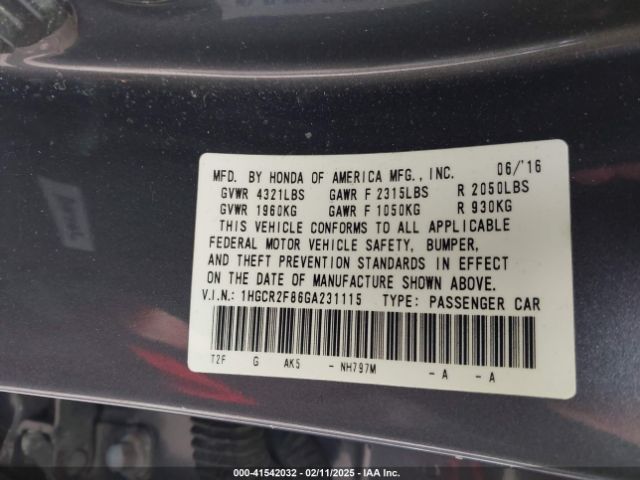 MFD. BY HONDA OF AMERICA MFG., INC. 06/'16
GVWR 4321LBS GAWR F 2315LBS R 2050LBS
GVWR 1960KG GAWR F 1050KG R 930KG
THIS VEHICLE CONFORMS TO ALL APPLICABLE
FEDERAL MOTOR VEHICLE SAFETY, BUMPER,
AND THEFT PREVENTION STANDARDS IN EFFECT
ON THE DATE OF MANUFACTURE SHOWN ABOVE.
V.I.N.: 1HGCR2F86GA231115 TYPE: PASSENGER CAR
T2F G AK5 - NH797M - A - A
000-41542032 - 02/11/2025 - IAA Inc.